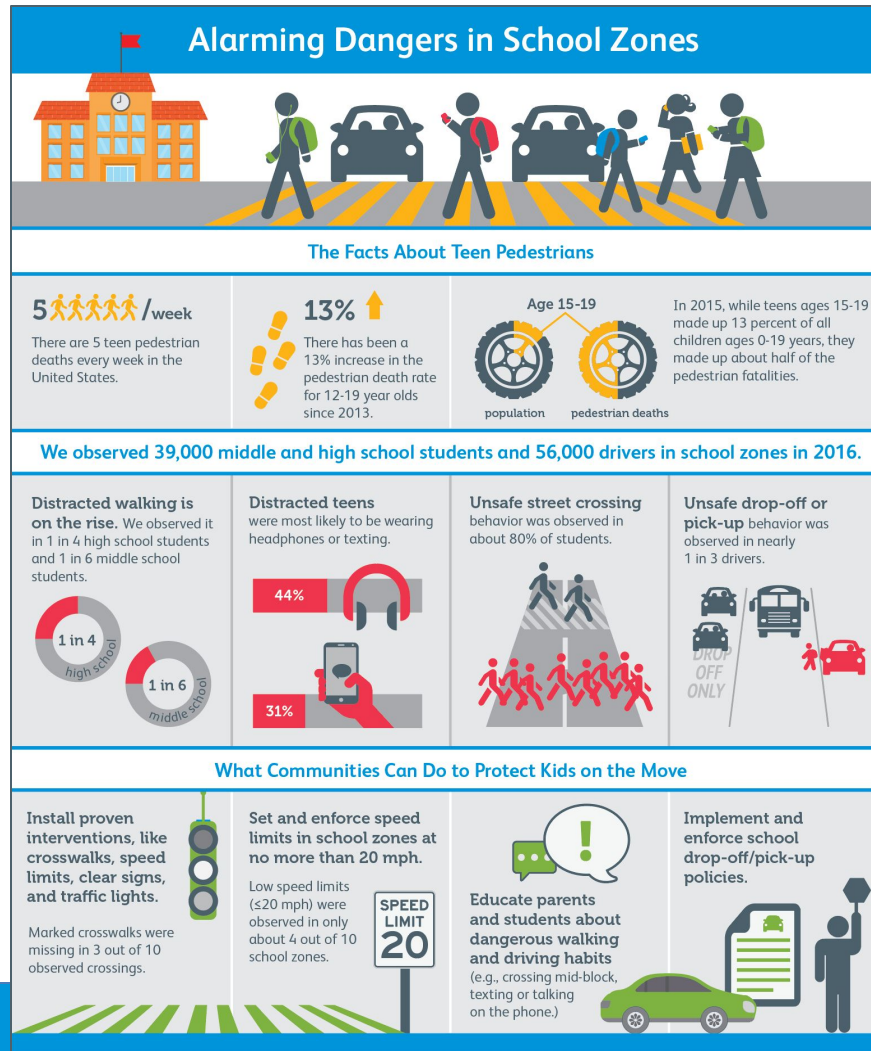 Alarming Dangers in School Zones
The Facts About Teen Pedestrians
5 /week
There are 5 teen pedestrian
deaths every week in the
United States.
13%
There has been a
13% increase in the
pedestrian death rate
for 12-19 year olds
since 2013.
Age 15-19
population
pedestrian deaths
In 2015, while teens ages 15-19
made up 13 percent of all
children ages 0-19 years, they
made up about half of the
pedestrian fatalities.
We observed 39,000 middle and high school students and 56,000 drivers in school zones in 2016.
Distracted walking is
on the rise. We observed it
in 1 in 4 high school students
and 1 in 6 middle school
students.
1 in 4
high school
1 in 6
middle school
Distracted teens
were most likely to be wearing
headphones or texting.
44%
31%
Unsafe street crossing
behavior was observed in
about 80% of students.
Unsafe drop-off or
pick-up behavior was
observed in nearly
1 in 3 drivers.
DROP
OFF
ONLY
What Communities Can Do to Protect Kids on the Move
Install proven
interventions, like
crosswalks, speed
limits, clear signs,
and traffic lights.
Marked crosswalks were
missing in 3 out of 10
observed crossings.
Set and enforce speed
limits in school zones at
no more than 20 mph.
Low speed limits
(≤20 mph) were
observed in only
about 4 out of 10
school zones.
SPEED
LIMIT
20
!
Educate parents
and students about
dangerous walking
and driving habits
(e.g., crossing mid-block,
texting or talking
on the phone.)
Implement and
enforce school
drop-off/pick-up
policies.